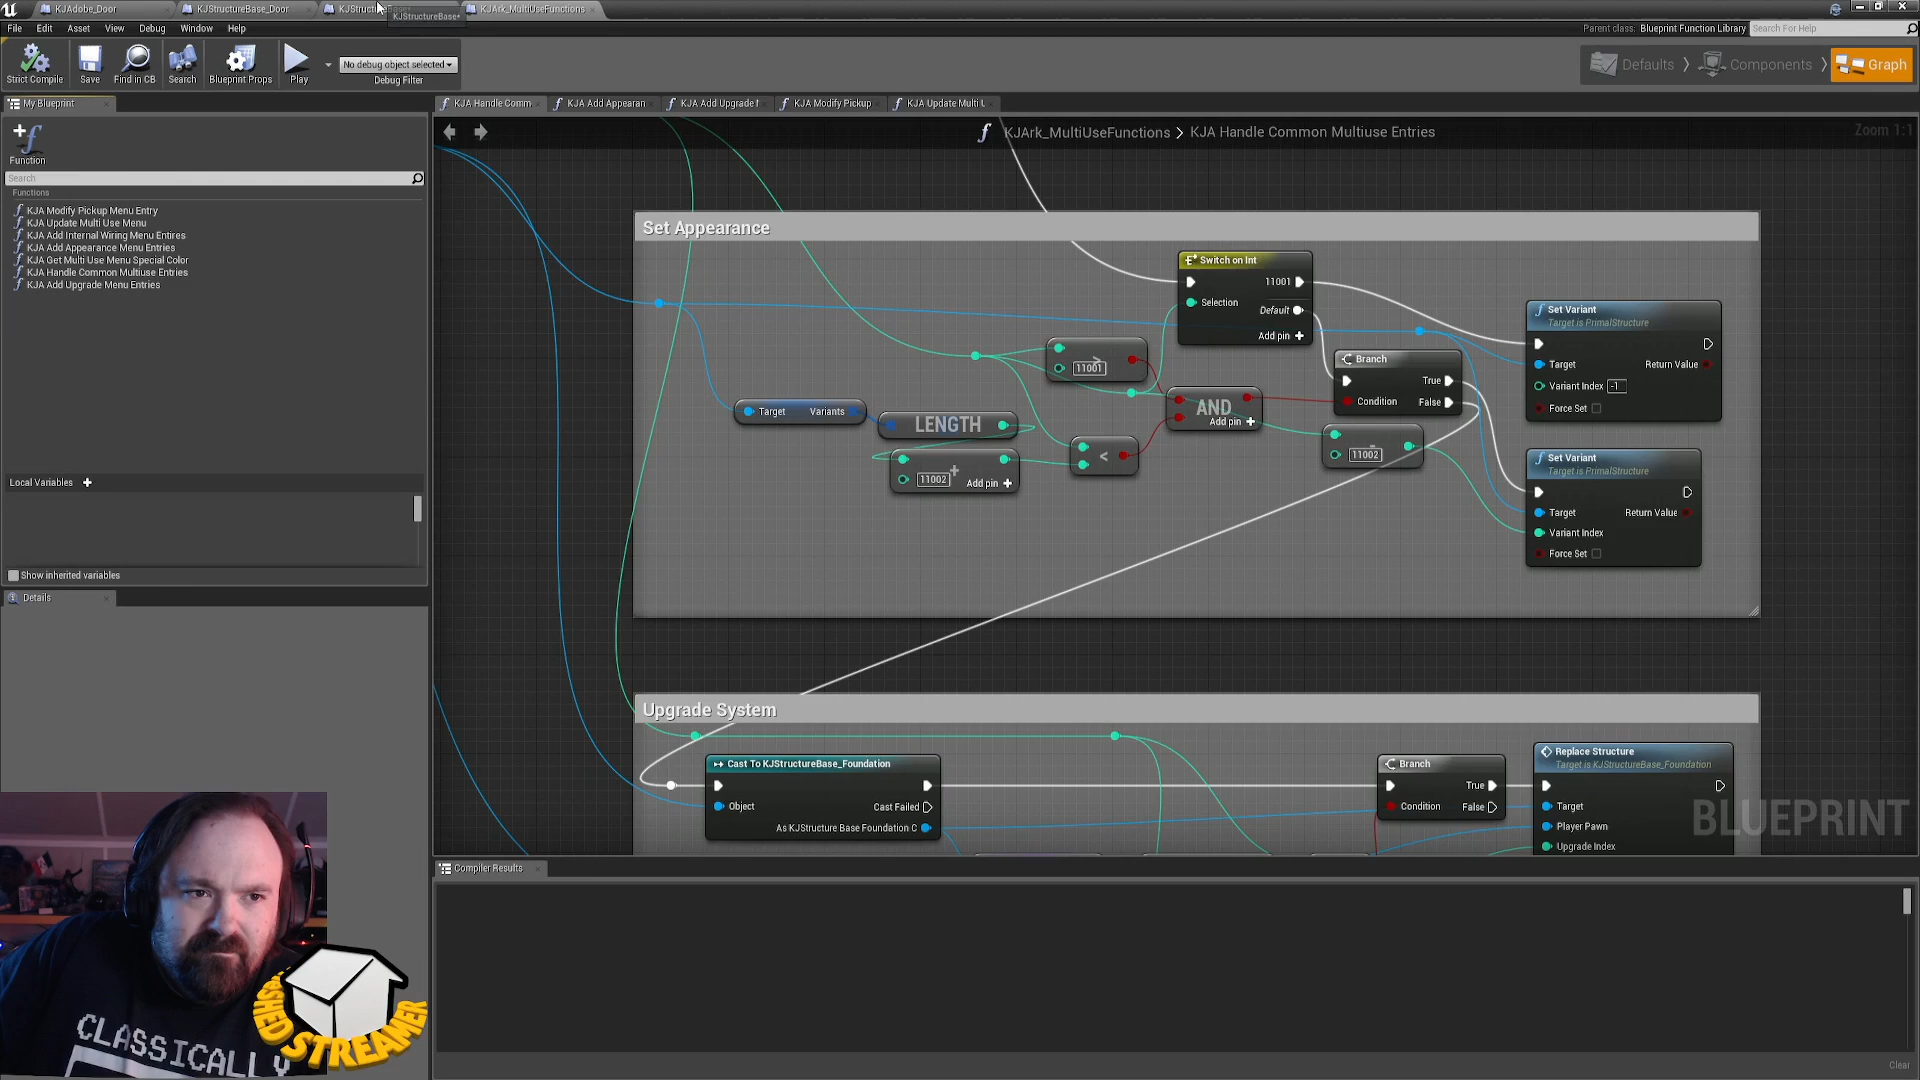 KJAdobe_Door
KJStructureBase_Door
KJStructureBase*
KJArk_MultiUseFunctions
KJStructureBase*
File
Edit
Asset
View
Debug
Window
Help
Parent class: Blueprint Function Library
Search For Help
Strict Compile
Save
Find in CB
Search
Blueprint Props
Play
No debug object selected
Debug Filter
Defaults
Components
Graph
My Blueprint
KJA Handle Comm
KJA Add Appearan
KJA Add Upgrade
KJA Modify Pickup
KJA Update Multi U
Function
KJArk_MultiUseFunctions > KJA Handle Common Multiuse Entries
Zoom 1:1
Search
Functions
KJA Modify Pickup Menu Entry
KJA Update Multi Use Menu
KJA Add Internal Wiring Menu Entires
KJA Add Appearance Menu Entries
KJA Get Multi Use Menu Special Color
KJA Handle Common Multiuse Entries
KJA Add Upgrade Menu Entries
Local Variables
Show inherited variables
Details
Set Appearance
Switch on Int
11001
Selection
Default
Add pin +
>
11001
Target Variants
LENGTH
11002
+
Add pin +
<
AND
Add pin +
Branch
True
Condition
False
-
11002
Set Variant
Target is PrimalStructure
Target
Return Value
Variant Index -1
Force Set
Set Variant
Target is PrimalStructure
Target
Return Value
Variant Index
Force Set
Upgrade System
Cast To KJStructureBase_Foundation
Object
Cast Failed
As KJStructure Base Foundation C
Branch
True
Condition
False
Replace Structure
Target is KJStructureBase_Foundation
Target
Player Pawn
Upgrade Index
BLUEPRINT
Compiler Results
Clear
CLASSICALLY
STREAMER